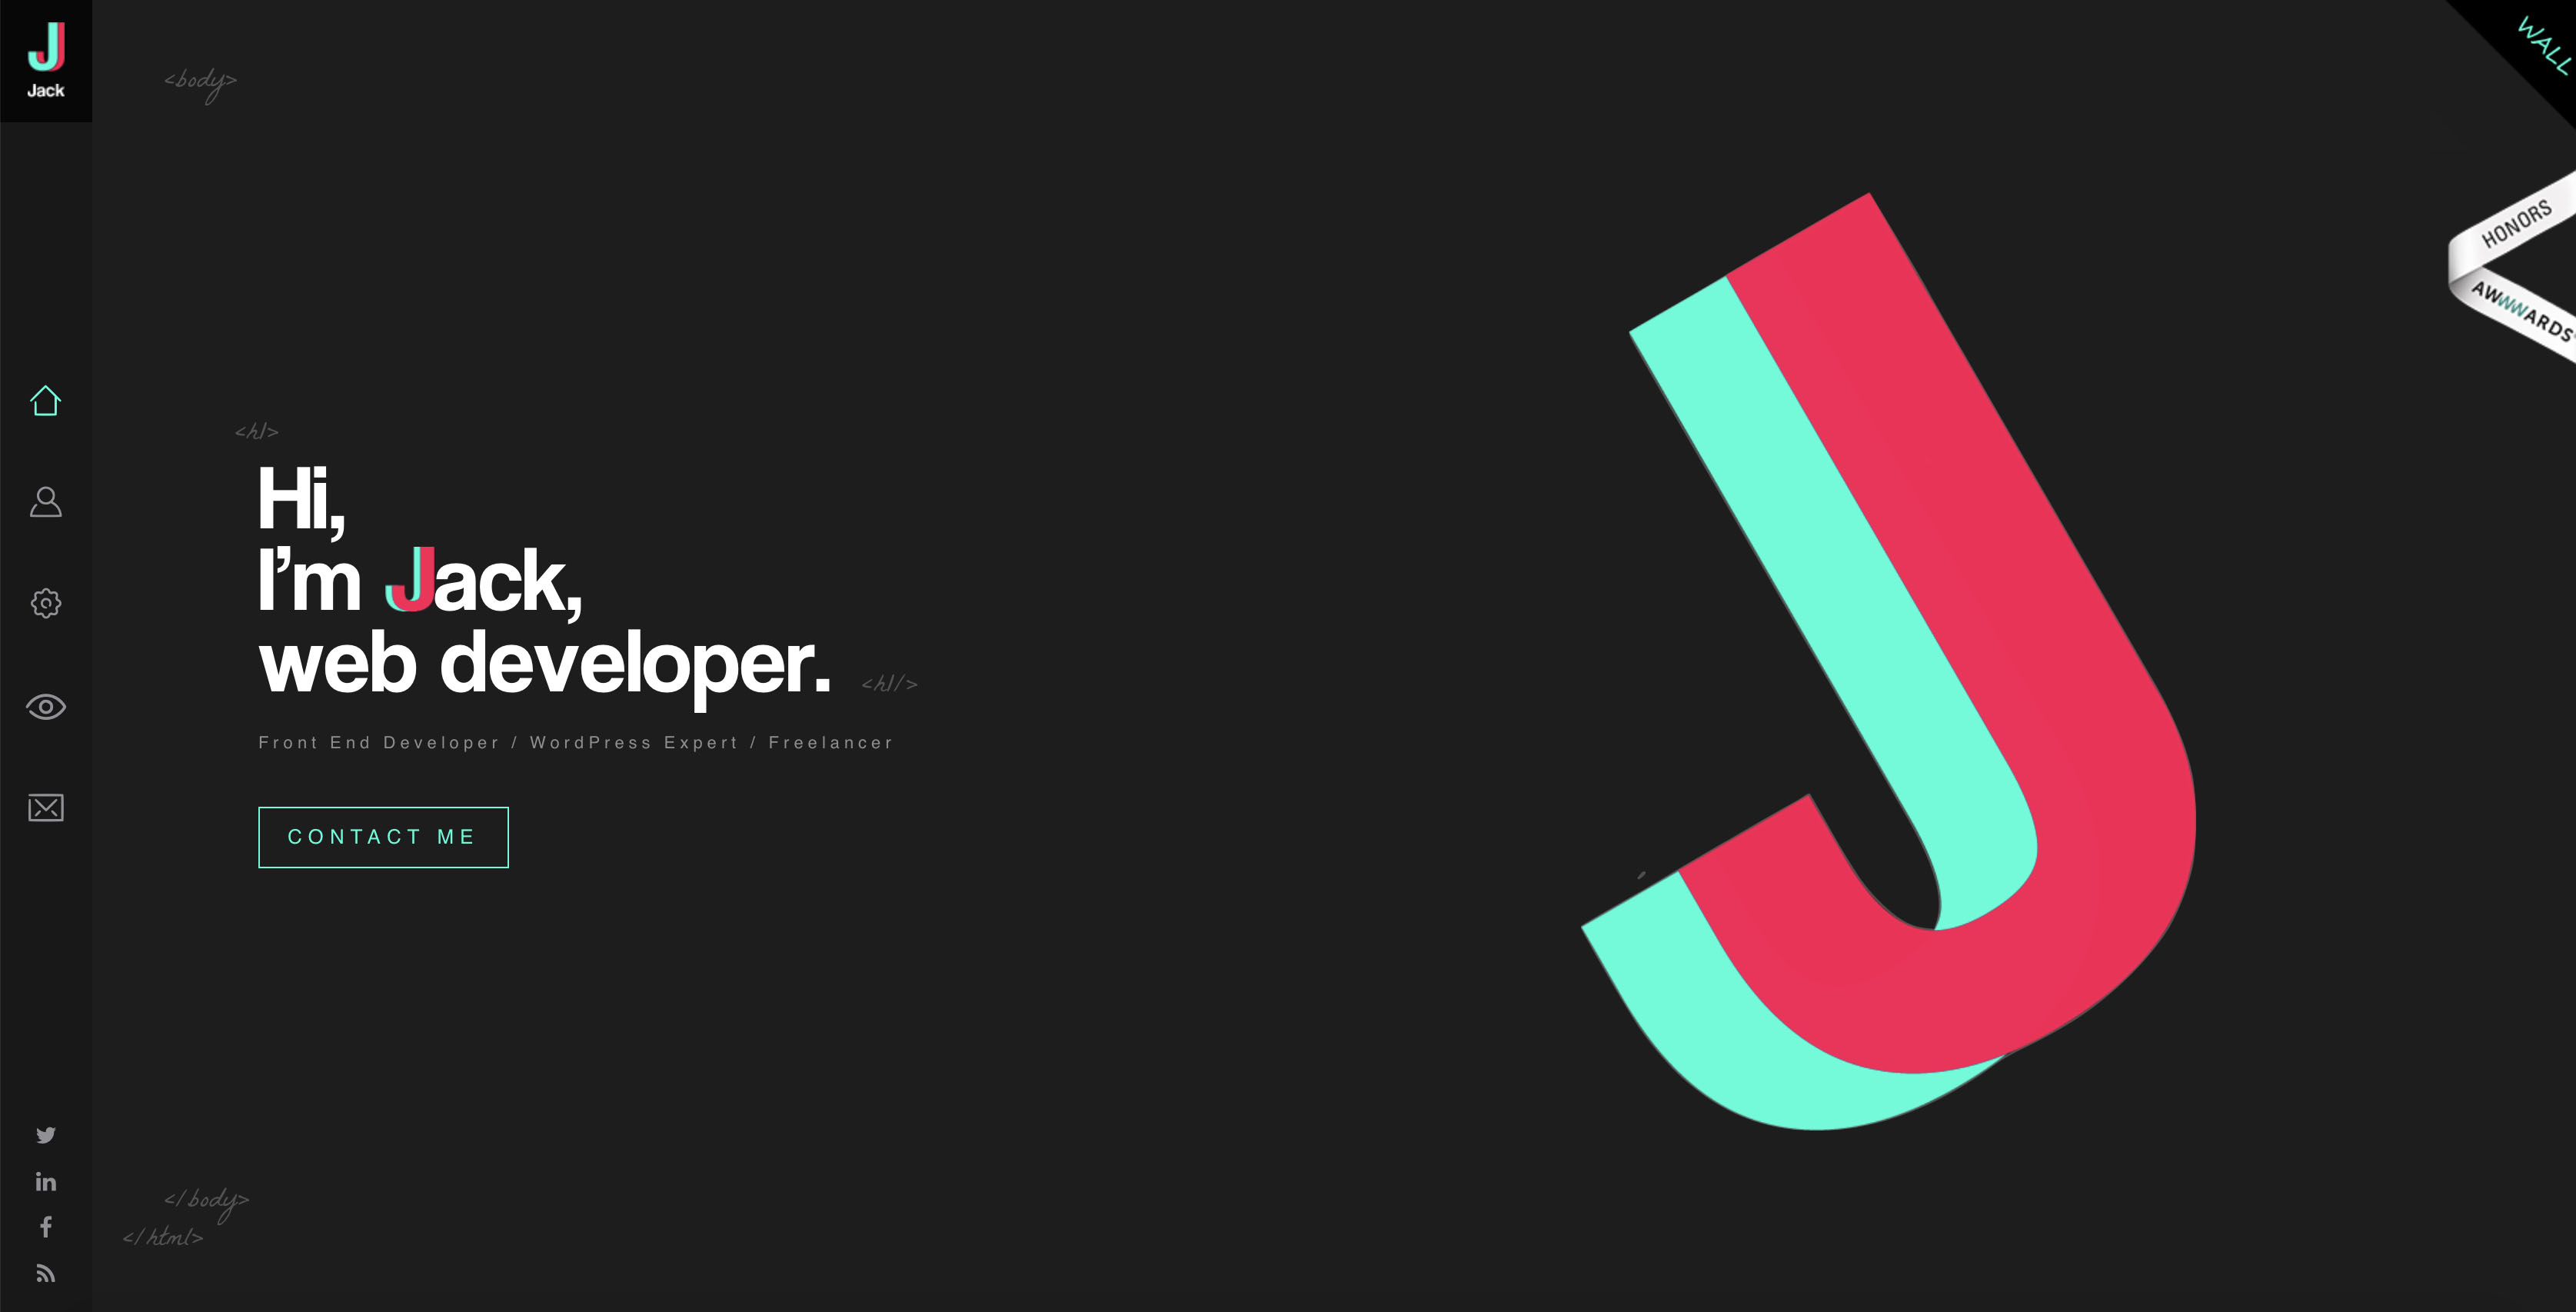 J
Jack
<body>
WALL
HONORS
AWWWARDS
<h1>
Hi,
I’m Jack,
web developer.
<h1/>
Front End Developer / WordPress Expert / Freelancer
CONTACT ME
J
</body>
</html>
in
f